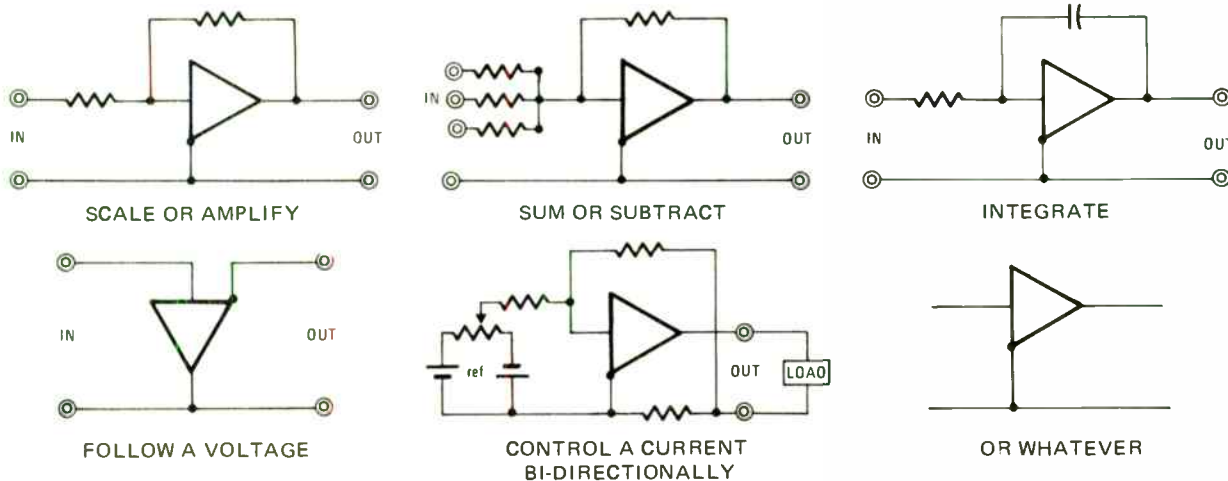 IN
OUT
SCALE OR AMPLIFY
IN
OUT
SUM OR SUBTRACT
IN
OUT
INTEGRATE
IN
OUT
FOLLOW A VOLTAGE
ref
OUT
LOAO
CONTROL A CURRENT
BI-DIRECTIONALLY
OR WHATEVER